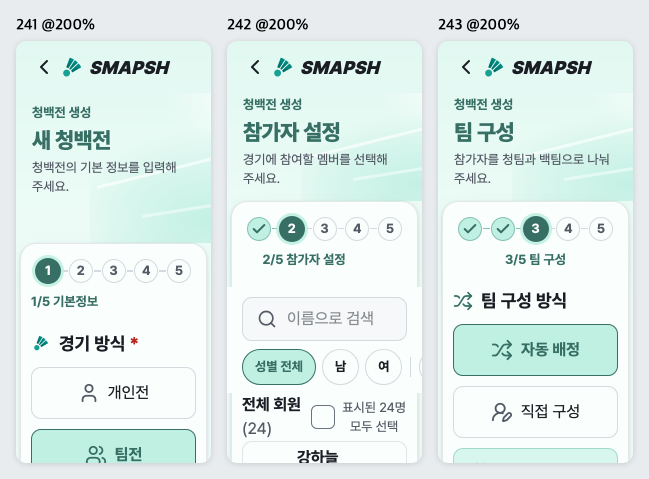 241 @200%
SMAPSH
청백전 생성
새 청백전
청백전의 기본 정보를 입력해
주세요.
1 2 3 4 5
1/5 기본정보
경기 방식 *
개인전
팀전
242 @200%
SMAPSH
청백전 생성
참가자 설정
경기에 참여할 멤버를 선택해
주세요.
2 3 4 5
2/5 참가자 설정
이름으로 검색
성별 전체 남 여
전체 회원
(24)
표시된 24명
모두 선택
강하늘
243 @200%
SMAPSH
청백전 생성
팀 구성
참가자를 청팀과 백팀으로 나눠
주세요.
3 4 5
3/5 팀 구성
팀 구성 방식
자동 배정
직접 구성